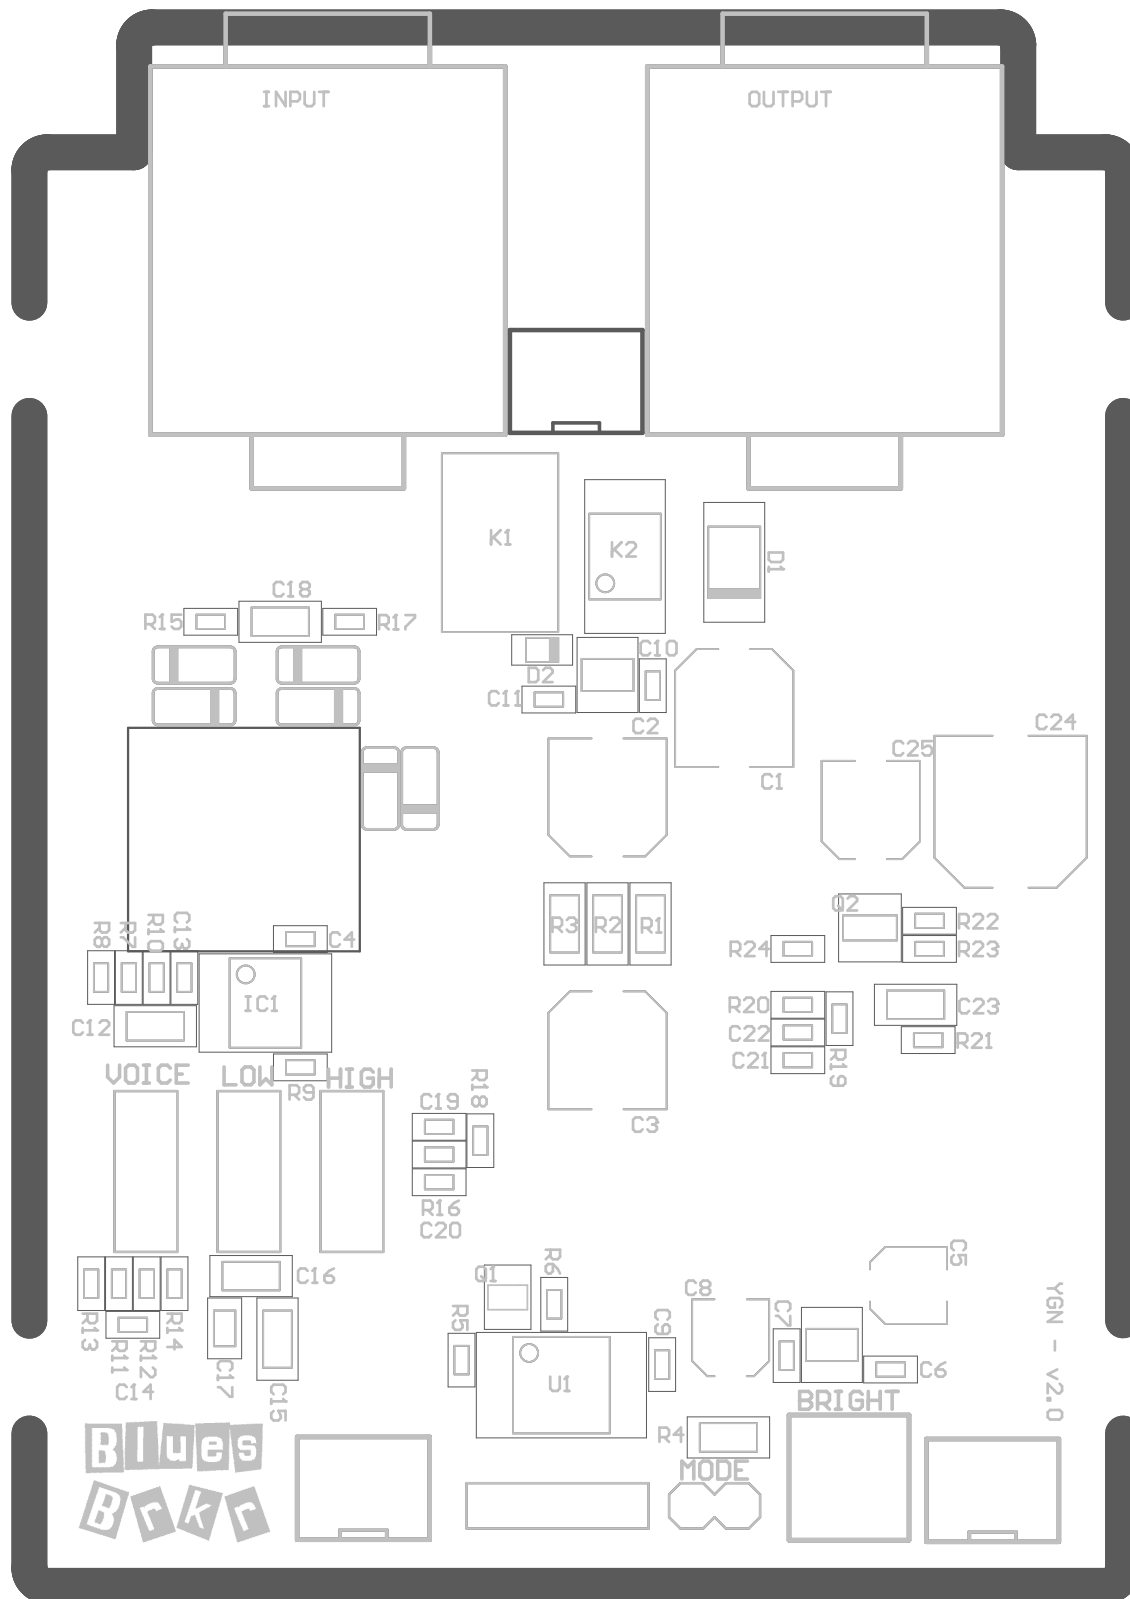 INPUT OUTPUT
K1 K2 D1
C18
R15 R17
C10
D2
C11
C2 C24
C25
C1
Q2
R8 R7 R10 C13 R3 R2 R1 R22
C4 R24 R23
IC1 R20 C23
C12 C22 R21
C21 R19
VOICE LOW HIGH
R9 R18
C19
C3
R16
C20
C5
R6
Q1
C16 C8
YGN - v2.0
R13 R14 R5 C9 C7
R11 R12
C17 U1 C6
C14
C15 BRIGHT
R4
Blues
MODE
Brkr